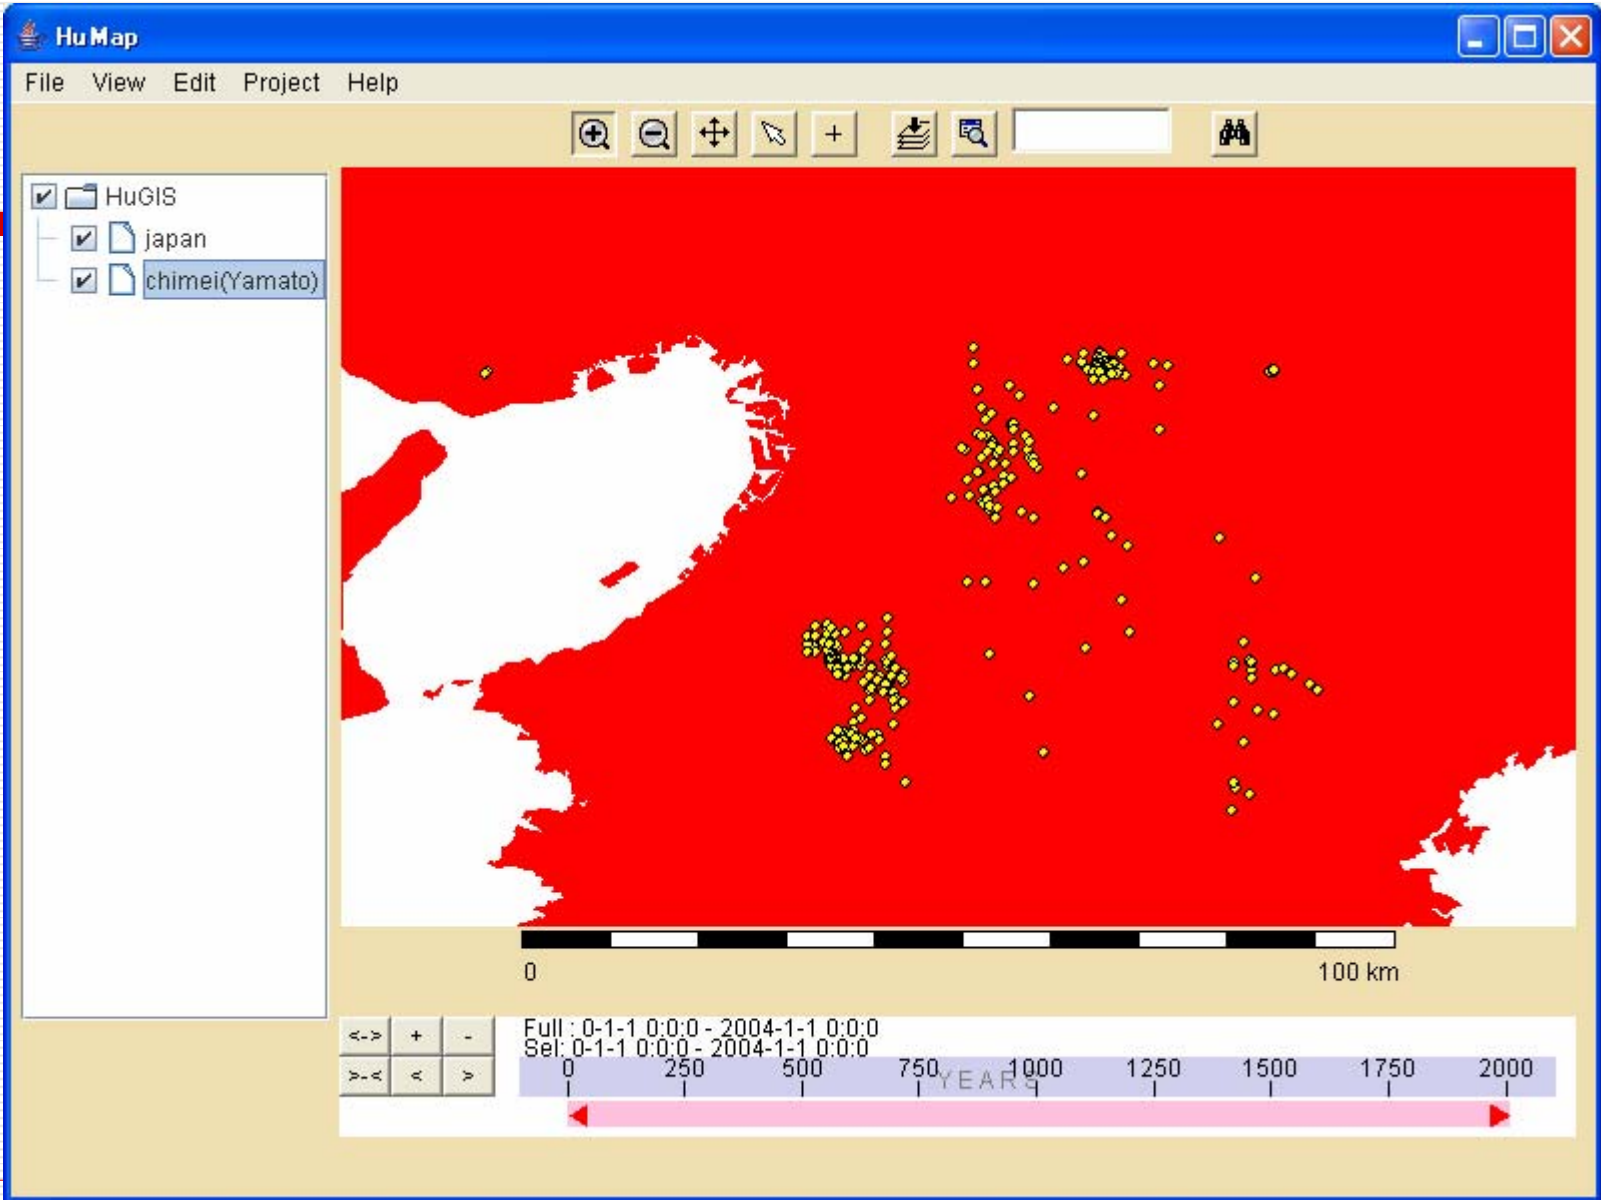 HuMap
File View Edit Project Help
HuGIS
japan
chimei(Yamato)
0 100 km
<-> + -
>-< < >
Full : 0-1-1 0:0:0 - 2004-1-1 0:0:0
Sel: 0-1-1 0:0:0 - 2004-1-1 0:0:0
0 250 500 750 1000 1250 1500 1750 2000
YEARS